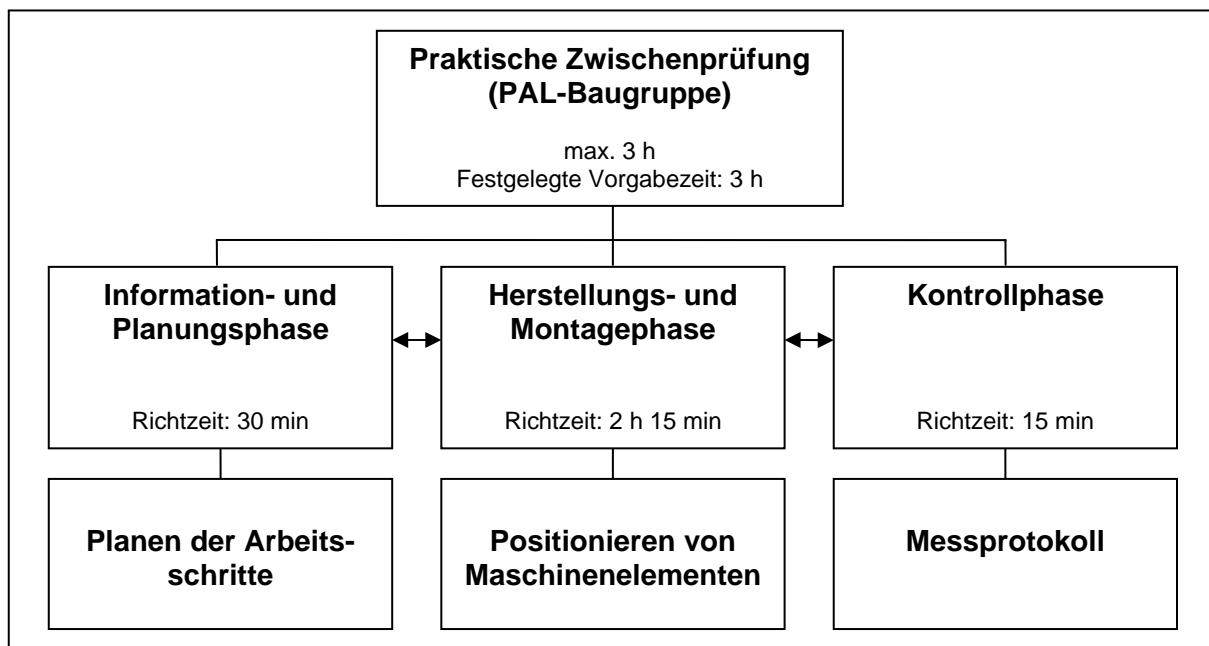 Praktische Zwischenprüfung
(PAL-Baugruppe)
max. 3 h
Festgelegte Vorgabezeit: 3 h
Information- und
Planungsphase
Richtzeit: 30 min
Herstellungs- und
Montagephase
Richtzeit: 2 h 15 min
Kontrollphase
Richtzeit: 15 min
Planen der Arbeits-
schritte
Positionieren von
Maschinenelementen
Messprotokoll